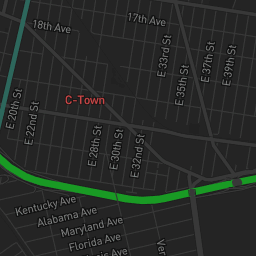 17th Ave
18th Ave
E 33rd St
E 35th St
E 37th St
E 39th St
C-Town
E 20th St
E 22nd St
E 28th St
E 30th St
E 32nd St
Kentucky Ave
Alabama Ave
Maryland Ave
Florida Ave
Ave